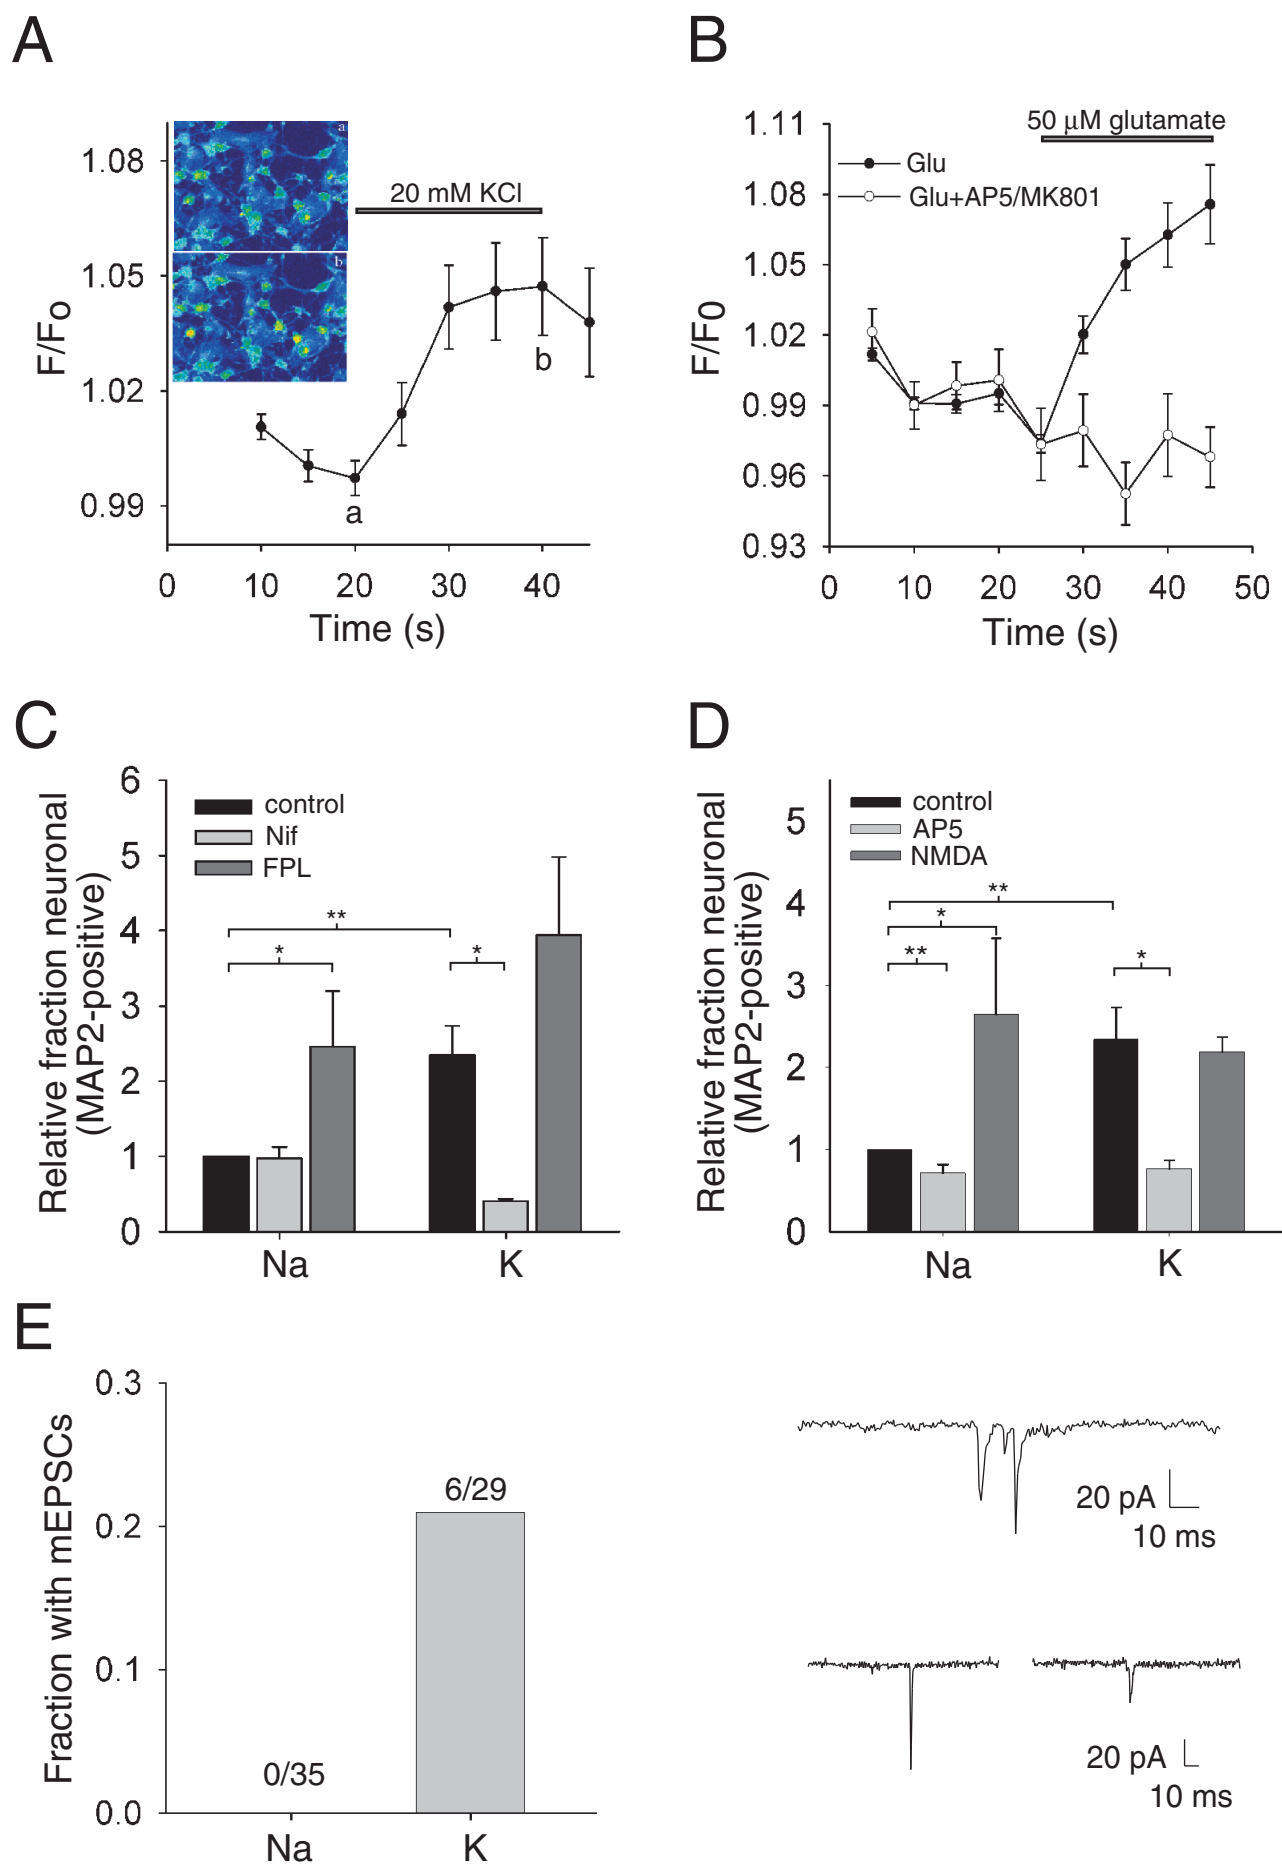 A
1.08
1.05
1.02
0.99
F/Fo
a
b
20 mM KCl
a
b
0 10 20 30 40
Time (s)
B
1.11
1.08
1.05
1.02
0.99
0.96
0.93
F/F0
50 µM glutamate
Glu
Glu+AP5/MK801
0 10 20 30 40 50
Time (s)
C
6
5
4
3
2
1
0
Relative fraction neuronal
(MAP2-positive)
control
Nif
FPL
**
*
*
Na K
D
5
4
3
2
1
0
Relative fraction neuronal
(MAP2-positive)
control
AP5
NMDA
**
*
**
*
Na K
E
0.3
0.2
0.1
0.0
Fraction with mEPSCs
0/35
6/29
Na K
20 pA
10 ms
20 pA
10 ms